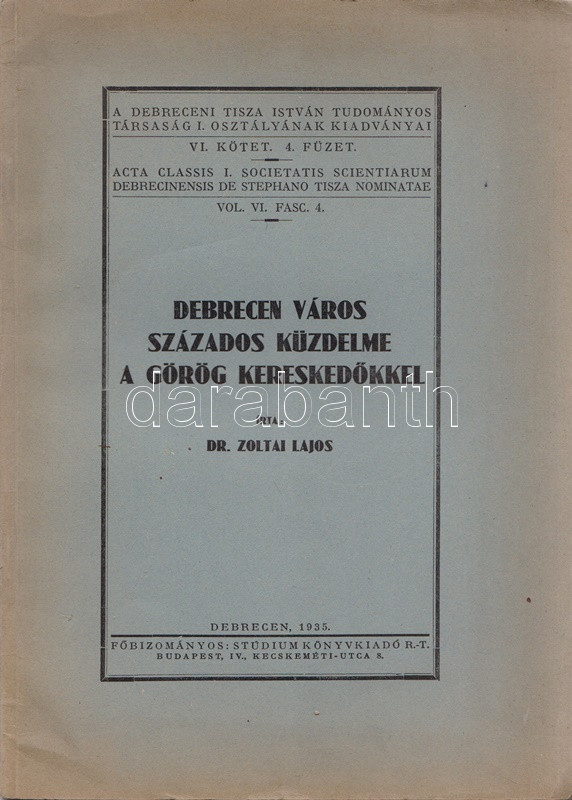 A DEBRECENI TISZA ISTVÁN TUDOMÁNYOS
TÁRSASÁG I. OSZTÁLYÁNAK KIADVÁNYAI
VI. KÖTET. 4. FÜZET.
ACTA CLASSIS I. SOCIETATIS SCIENTIARUM
DEBRECINENSIS DE STEPHANO TISZA NOMINATAE
VOL. VI. FASC. 4.
DEBRECEN VÁROS
SZÁZADOS KÜZDELME
A GÖRÖG KERESKEDŐKKEL
darabanth
ÍRTA:
DR. ZOLTAI LAJOS
DEBRECEN, 1935.
FŐBIZOMÁNYOS: STÚDIUM KÖNYVKIADÓ R.-T.
BUDAPEST, IV., KECSKEMÉTI-UTCA 8.